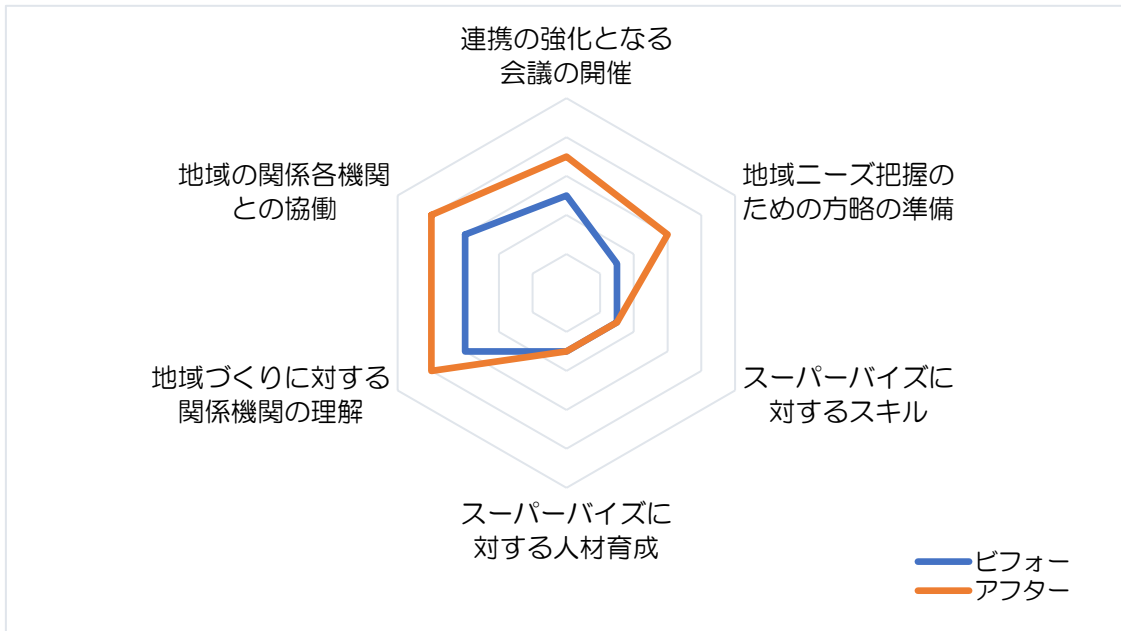 連携の強化となる
会議の開催
地域ニーズ把握の
ための方略の準備
スーパーバイズに
対するスキル
スーパーバイズに
対する人材育成
地域づくりに対する
関係機関の理解
地域の関係各機関
との協働
ビフォー
アフター